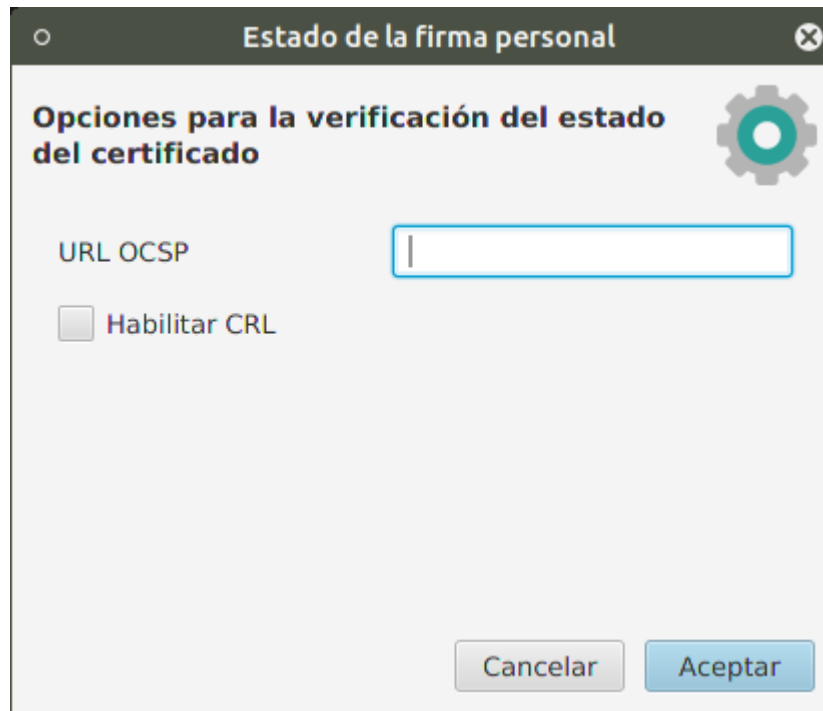 Estado de la firma personal
Opciones para la verificación del estado
del certificado
URL OCSP
Habilitar CRL
Cancelar
Aceptar